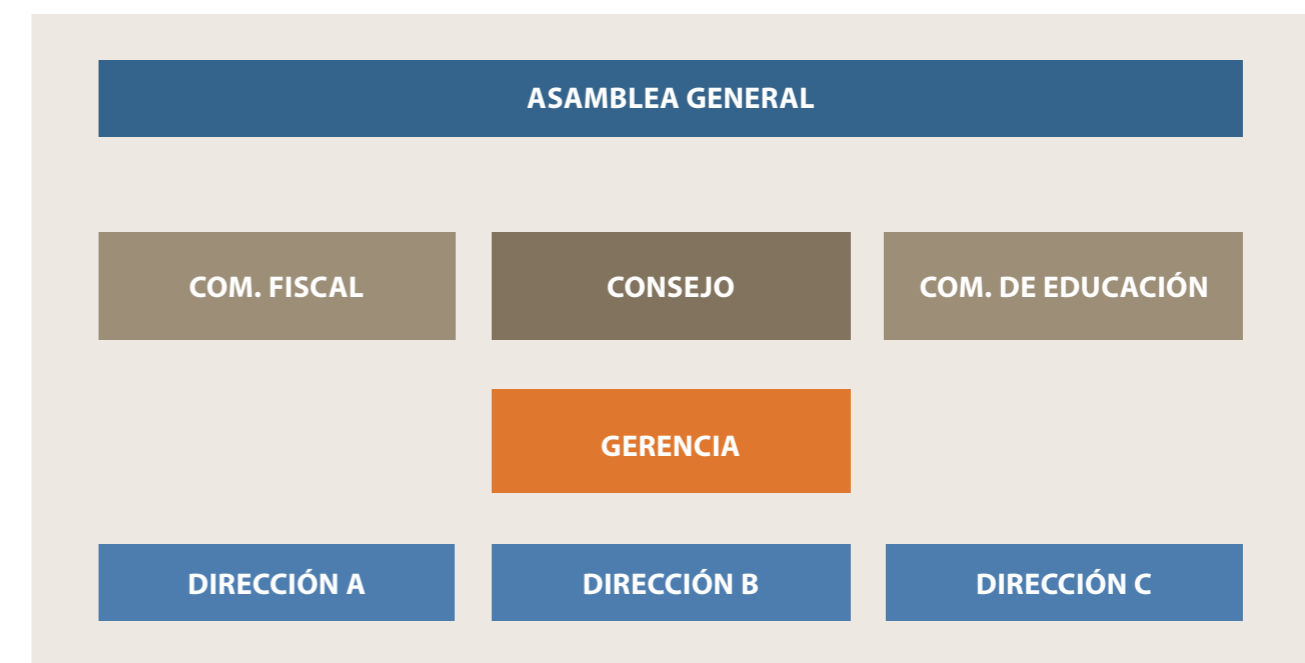 ASAMBLEA GENERAL
COM. FISCAL
CONSEJO
COM. DE EDUCACIÓN
GERENCIA
DIRECCIÓN A
DIRECCIÓN B
DIRECCIÓN C